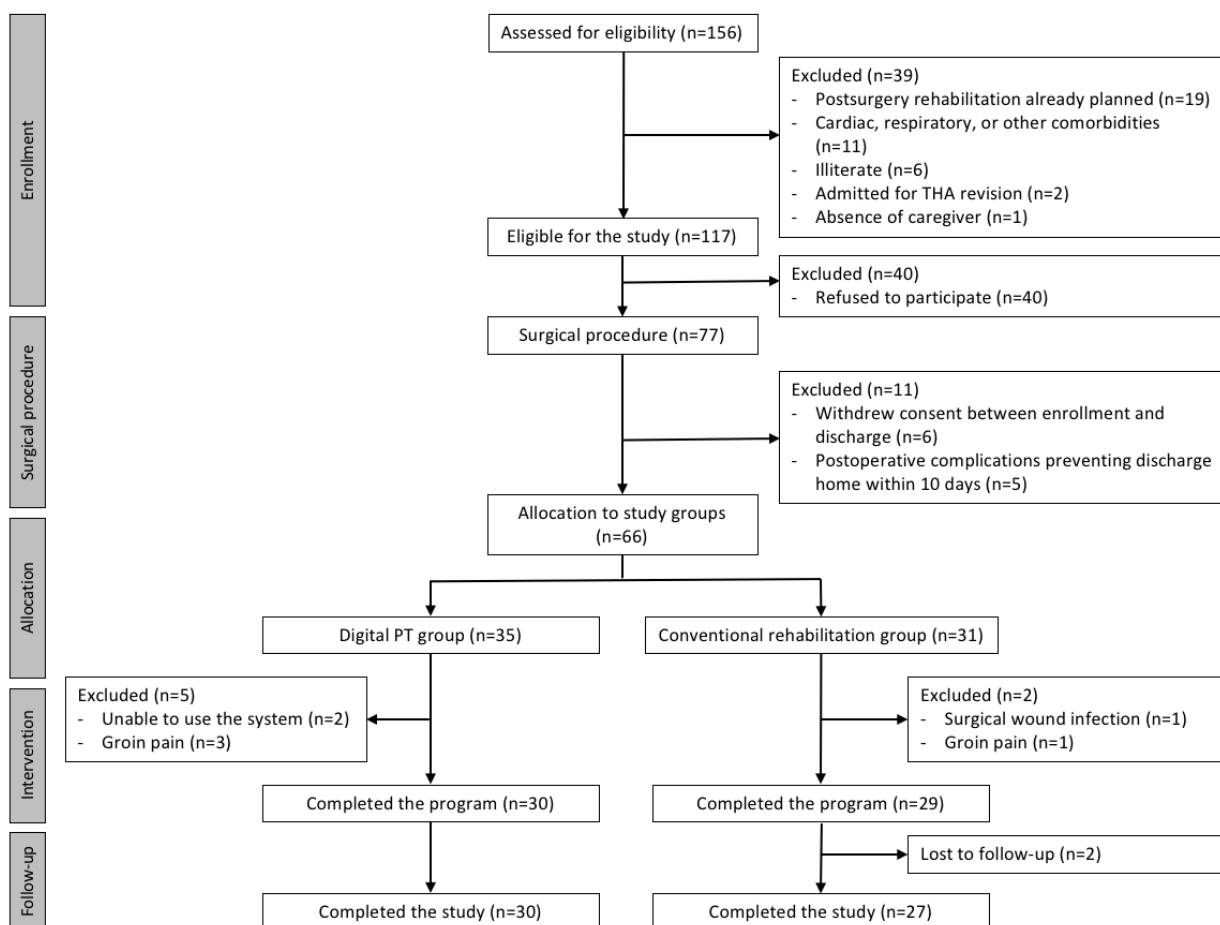 Enrollment
Assessed for eligibility (n=156)
Excluded (n=39)
- Postsurgery rehabilitation already planned (n=19)
- Cardiac, respiratory, or other comorbidities
(n=11)
- Illiterate (n=6)
- Admitted for THA revision (n=2)
- Absence of caregiver (n=1)
Eligible for the study (n=117)
Excluded (n=40)
- Refused to participate (n=40)
Surgical procedure
Surgical procedure (n=77)
Excluded (n=11)
- Withdrew consent between enrollment and
discharge (n=6)
- Postoperative complications preventing discharge
home within 10 days (n=5)
Allocation to study groups
(n=66)
Allocation
Digital PT group (n=35)
Conventional rehabilitation group (n=31)
Intervention
Excluded (n=5)
- Unable to use the system (n=2)
- Groin pain (n=3)
Excluded (n=2)
- Surgical wound infection (n=1)
- Groin pain (n=1)
Completed the program (n=30)
Completed the program (n=29)
Follow-up
Lost to follow-up (n=2)
Completed the study (n=30)
Completed the study (n=27)